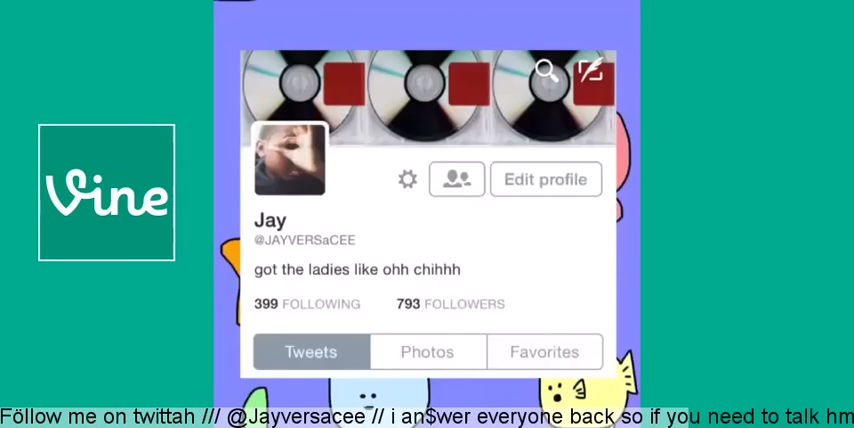 Vine
Jay
@JAYVERSaCEE
Edit profile
got the ladies like ohh chihhh
399 FOLLOWING 793 FOLLOWERS
Tweets Photos Favorites
Föllow me on twittah /// @Jayversacee // i an$wer everyone back so if you need to talk hm